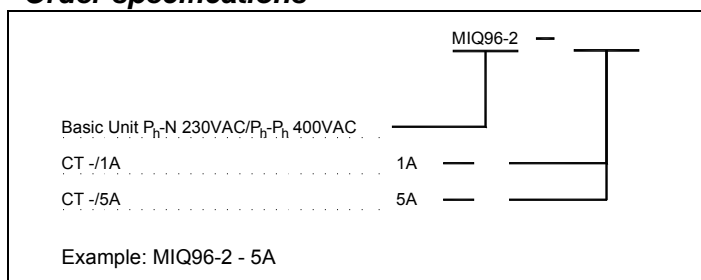 Order specifications
MIQ96-2 —
Basic Unit Ph-N 230VAC/Ph-Ph 400VAC
CT -/1A 1A
CT -/5A 5A
Example: MIQ96-2 - 5A